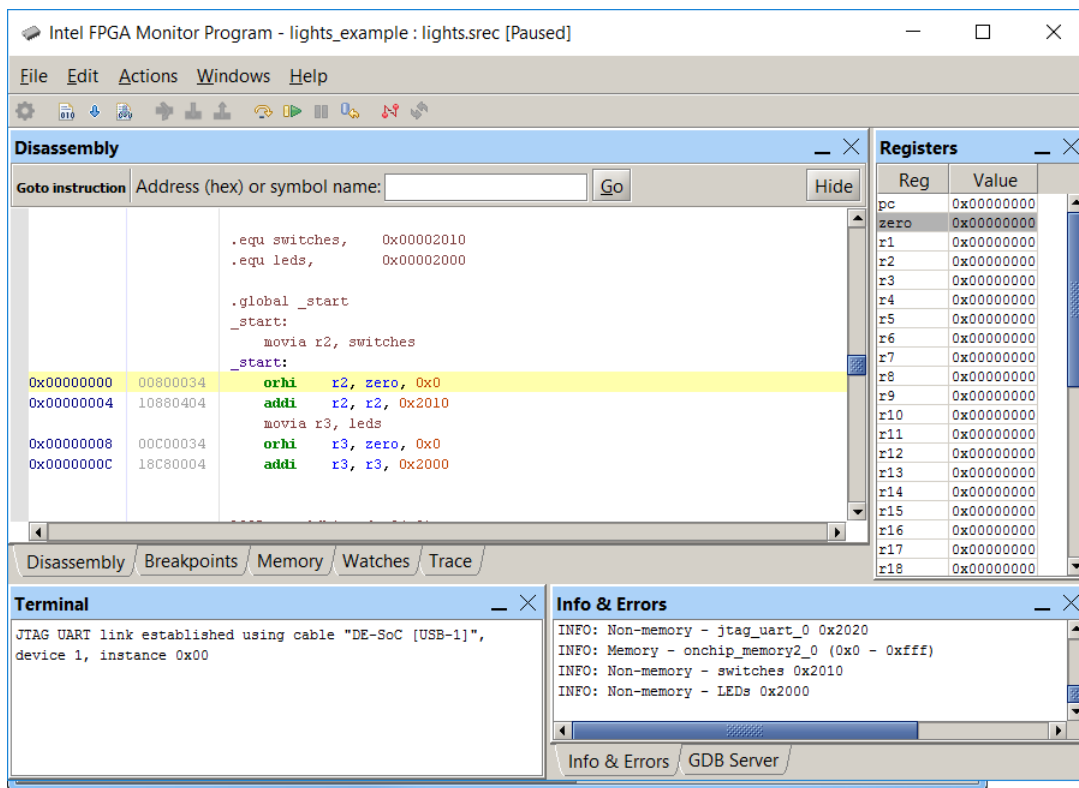 Intel FPGA Monitor Program - lights_example : lights.srec [Paused]
File Edit Actions Windows Help
Disassembly
Goto instruction Address (hex) or symbol name: Go Hide
.equ switches, 0x00002010
.equ leds, 0x00002000
.global _start
_start:
movia r2, switches
_start:
0x00000000 00800034 orhi r2, zero, 0x0
0x00000004 10880404 addi r2, r2, 0x2010
movia r3, leds
0x00000008 00C00034 orhi r3, zero, 0x0
0x0000000C 18C80004 addi r3, r3, 0x2000
Disassembly Breakpoints Memory Watches Trace
Registers
Reg Value
pc 0x00000000
zero 0x00000000
r1 0x00000000
r2 0x00000000
r3 0x00000000
r4 0x00000000
r5 0x00000000
r6 0x00000000
r7 0x00000000
r8 0x00000000
r9 0x00000000
r10 0x00000000
r11 0x00000000
r12 0x00000000
r13 0x00000000
r14 0x00000000
r15 0x00000000
r16 0x00000000
r17 0x00000000
r18 0x00000000
Terminal
JTAG UART link established using cable "DE-SoC [USB-1]",
device 1, instance 0x00
Info & Errors
INFO: Non-memory - jtag_uart_0 0x2020
INFO: Memory - onchip_memory2_0 (0x0 - 0xfff)
INFO: Non-memory - switches 0x2010
INFO: Non-memory - LEDs 0x2000
Info & Errors GDB Server